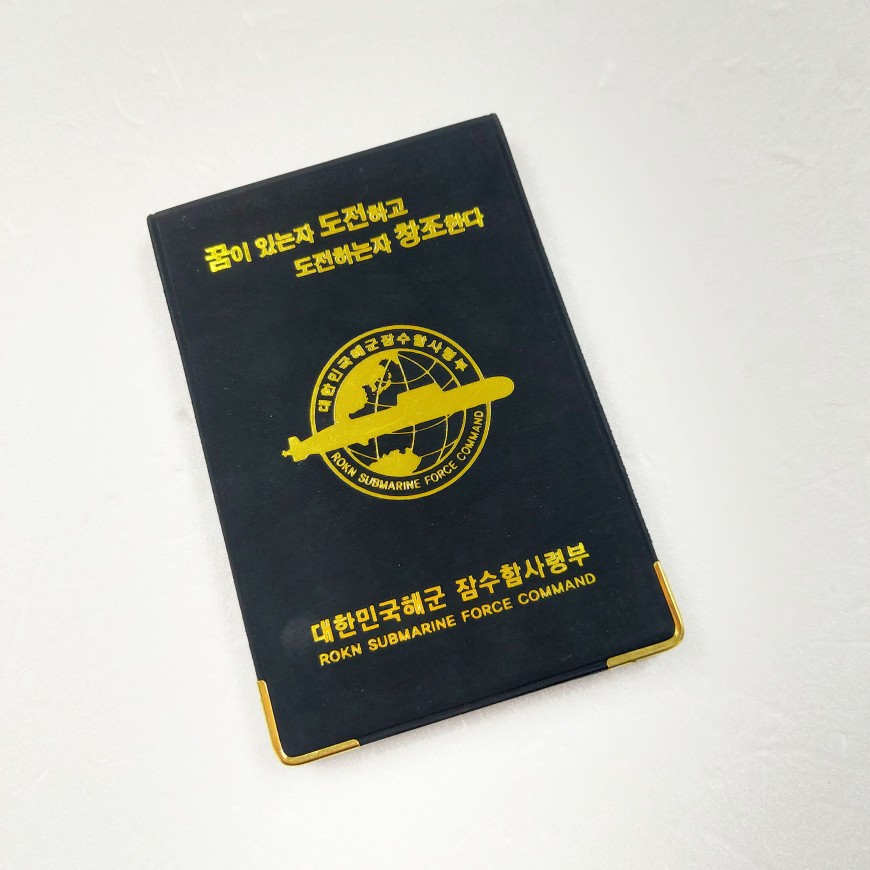 꿈이 있는자 도전하고
도전하는자 창조한다
대한민국해군잠수함사령부
ROKN SUBMARINE FORCE COMMAND
대한민국해군 잠수함사령부
ROKN SUBMARINE FORCE COMMAND